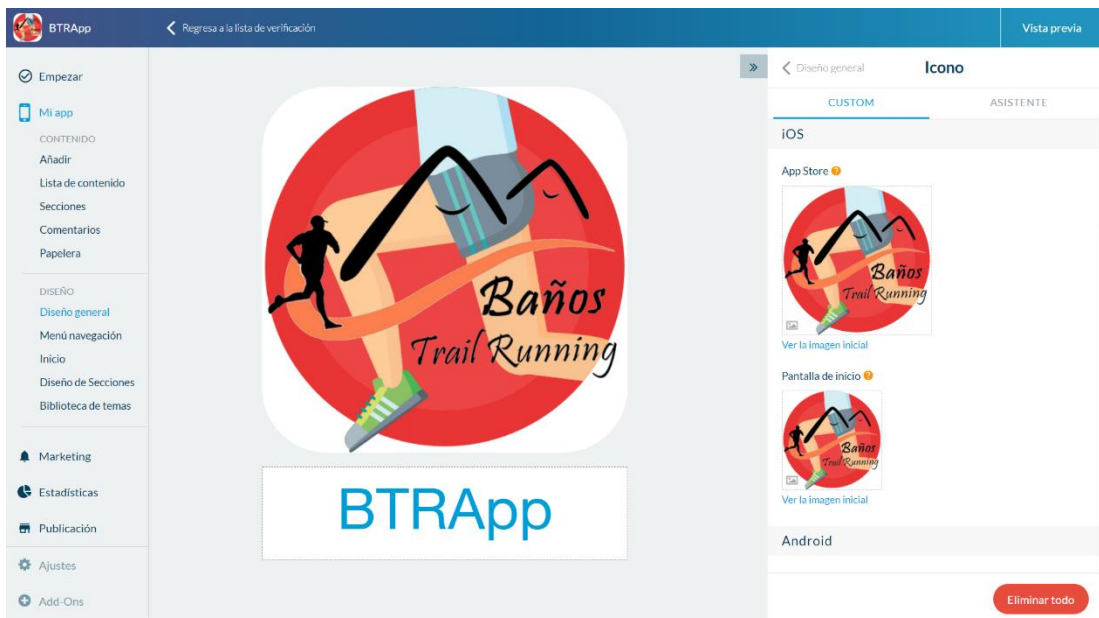 BTRApp
Regresa a la lista de verificación
Vista previa
Empezar
Mi app
CONTENIDO
Añadir
Lista de contenido
Secciones
Comentarios
Papelera
DISEÑO
Diseño general
Menú navegación
Inicio
Diseño de Secciones
Biblioteca de temas
Marketing
Estadísticas
Publicación
Ajustes
Add-Ons
Baños
Trail Running
BTRApp
Diseño general
Icono
CUSTOM
ASISTENTE
iOS
App Store
Baños
Trail Running
Ver la imagen inicial
Pantalla de inicio
Baños
Trail Running
Ver la imagen inicial
Android
Eliminar todo